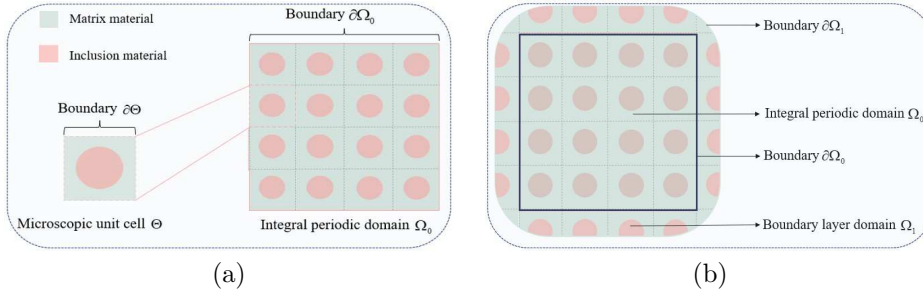 Matrix material
Inclusion material
Boundary ∂Θ
Microscopic unit cell Θ
Boundary ∂Ω₀
Integral periodic domain Ω₀
(a)
Boundary ∂Ω₁
Integral periodic domain Ω₀
Boundary ∂Ω₀
Boundary layer domain Ω₁
(b)